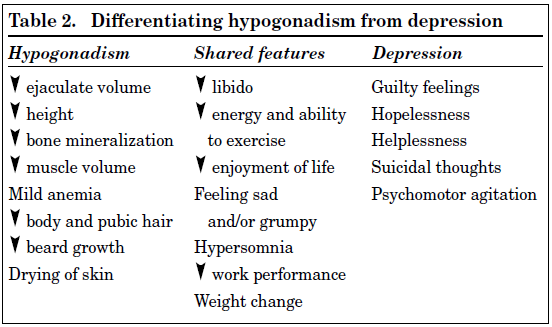 Table 2. Differentiating hypogonadism from depression
Hypogonadism Shared features Depression
▼ ejaculate volume ▼ libido Guilty feelings
▼ height ▼ energy and ability Hopelessness
▼ bone mineralization to exercise Helplessness
▼ muscle volume ▼ enjoyment of life Suicidal thoughts
Mild anemia Feeling sad Psychomotor agitation
▼ body and pubic hair and/or grumpy
▼ beard growth Hypersomnia
Drying of skin ▼ work performance
Weight change